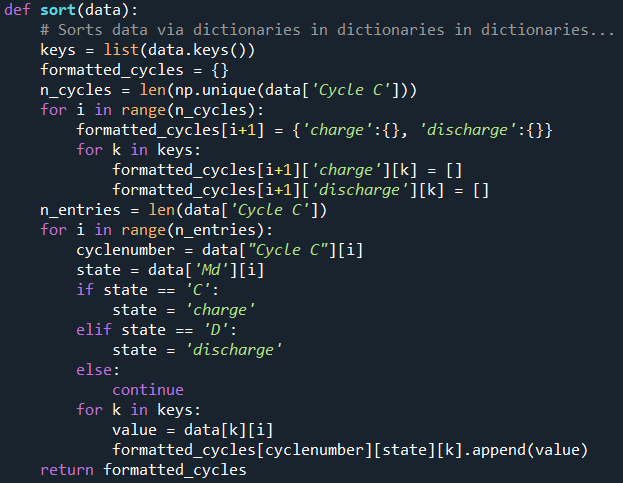 def sort(data):
    # Sorts data via dictionaries in dictionaries in dictionaries...
    keys = list(data.keys())
    formatted_cycles = {}
    n_cycles = len(np.unique(data['Cycle C']))
    for i in range(n_cycles):
        formatted_cycles[i+1] = {'charge':{}, 'discharge':{}}
        for k in keys:
            formatted_cycles[i+1]['charge'][k] = []
            formatted_cycles[i+1]['discharge'][k] = []
    n_entries = len(data['Cycle C'])
    for i in range(n_entries):
        cyclenumber = data["Cycle C"][i]
        state = data['Md'][i]
        if state == 'C':
            state = 'charge'
        elif state == 'D':
            state = 'discharge'
        else:
            continue
        for k in keys:
            value = data[k][i]
            formatted_cycles[cyclenumber][state][k].append(value)
    return formatted_cycles